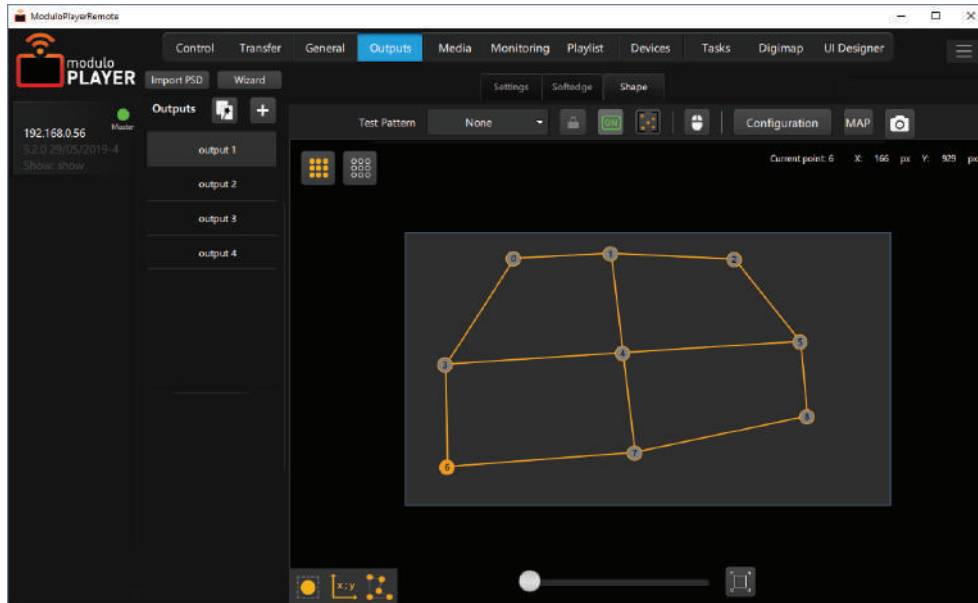 ModuloPlayerRemote
modulo
PLAYER
Control Transfer General Outputs Media Monitoring Playlist Devices Tasks Digimap UI Designer
Import PSD Wizard
Settings Softedge Shape
Outputs
Test Pattern None ON Configuration MAP
192.168.0.56 Master
5.2.0 29/05/2019-4
Show: show
output 1
output 2
output 3
output 4
Current point: 6 X: 166 px Y: 929 px
0 1 2
3 4 5
6 7 8
x:y